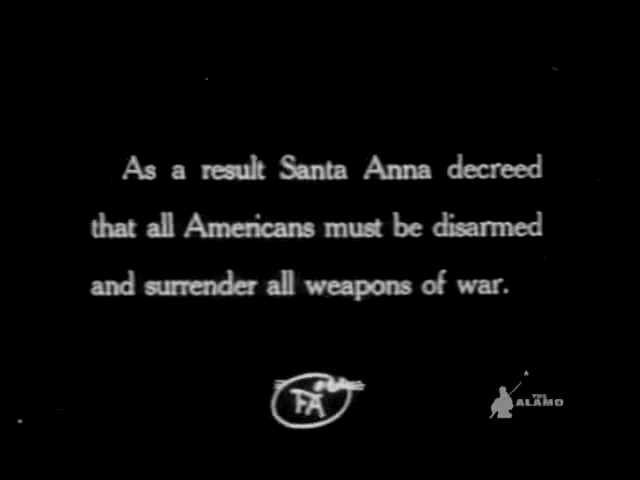 As a result Santa Anna decreed
that all Americans must be disarmed
and surrender all weapons of war.
FA
THE
ALAMO